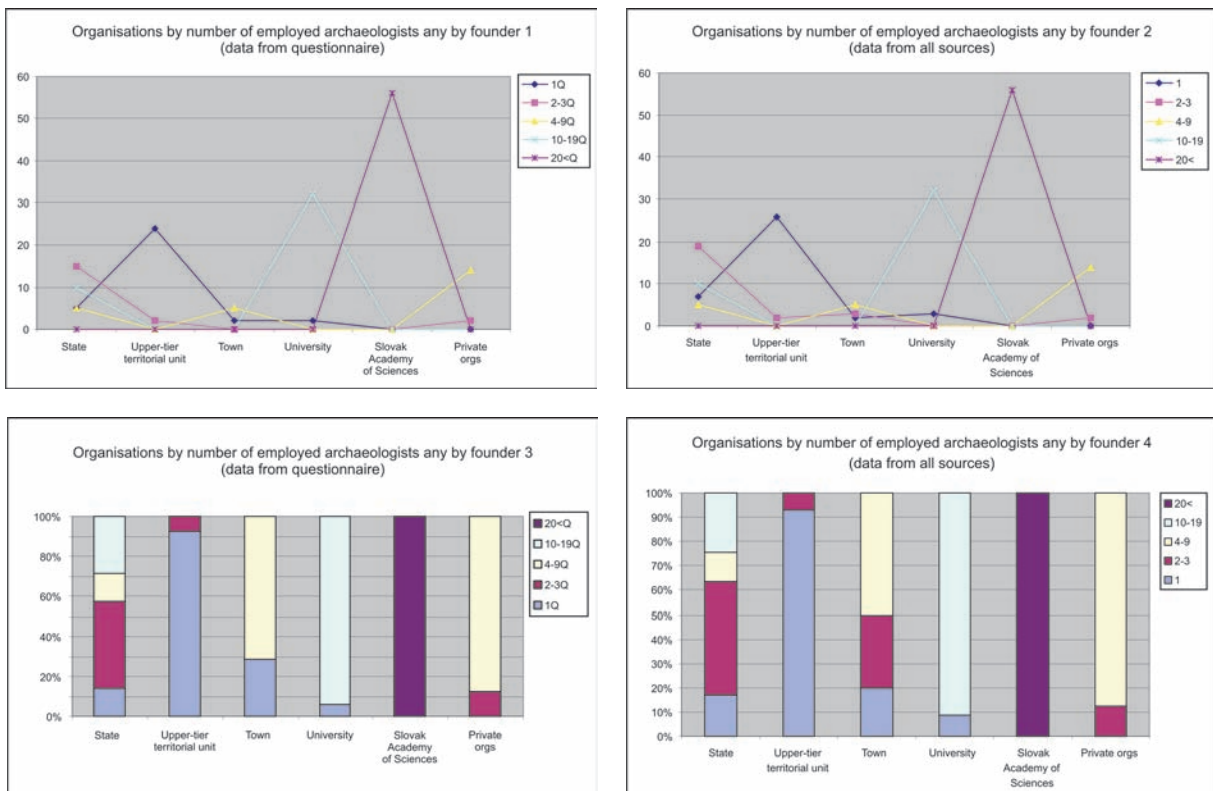 Organisations by number of employed archaeologists any by founder 1
(data from questionnaire)
60
50
40
30
20
10
0
State
Upper-tier
territorial unit
Town
University
Slovak Academy
of Sciences
Private
orgs
1Q
2-3Q
4-9Q
10-19Q
20<Q
Organisations by number of employed archaeologists any by founder 2
(data from all sources)
60
50
40
30
20
10
0
State
Upper-tier
territorial unit
Town
University
Slovak
Academy of
Sciences
Private orgs
1
2-3
4-9
10-19
20<
Organisations by number of employed archaeologists any by founder 3
(data from questionnaire)
100%
80%
60%
40%
20%
0%
State
Upper-tier
territorial unit
Town
University
Slovak
Academy
of Sciences
Private
orgs
20<Q
10-19Q
4-9Q
2-3Q
1Q
Organisations by number of employed archaeologists any by founder 4
(data from all sources)
100%
90%
80%
70%
60%
50%
40%
30%
20%
10%
0%
State
Upper-tier
territorial unit
Town
University
Slovak
Academy of
Sciences
Private orgs
20<
10-19
4-9
2-3
1